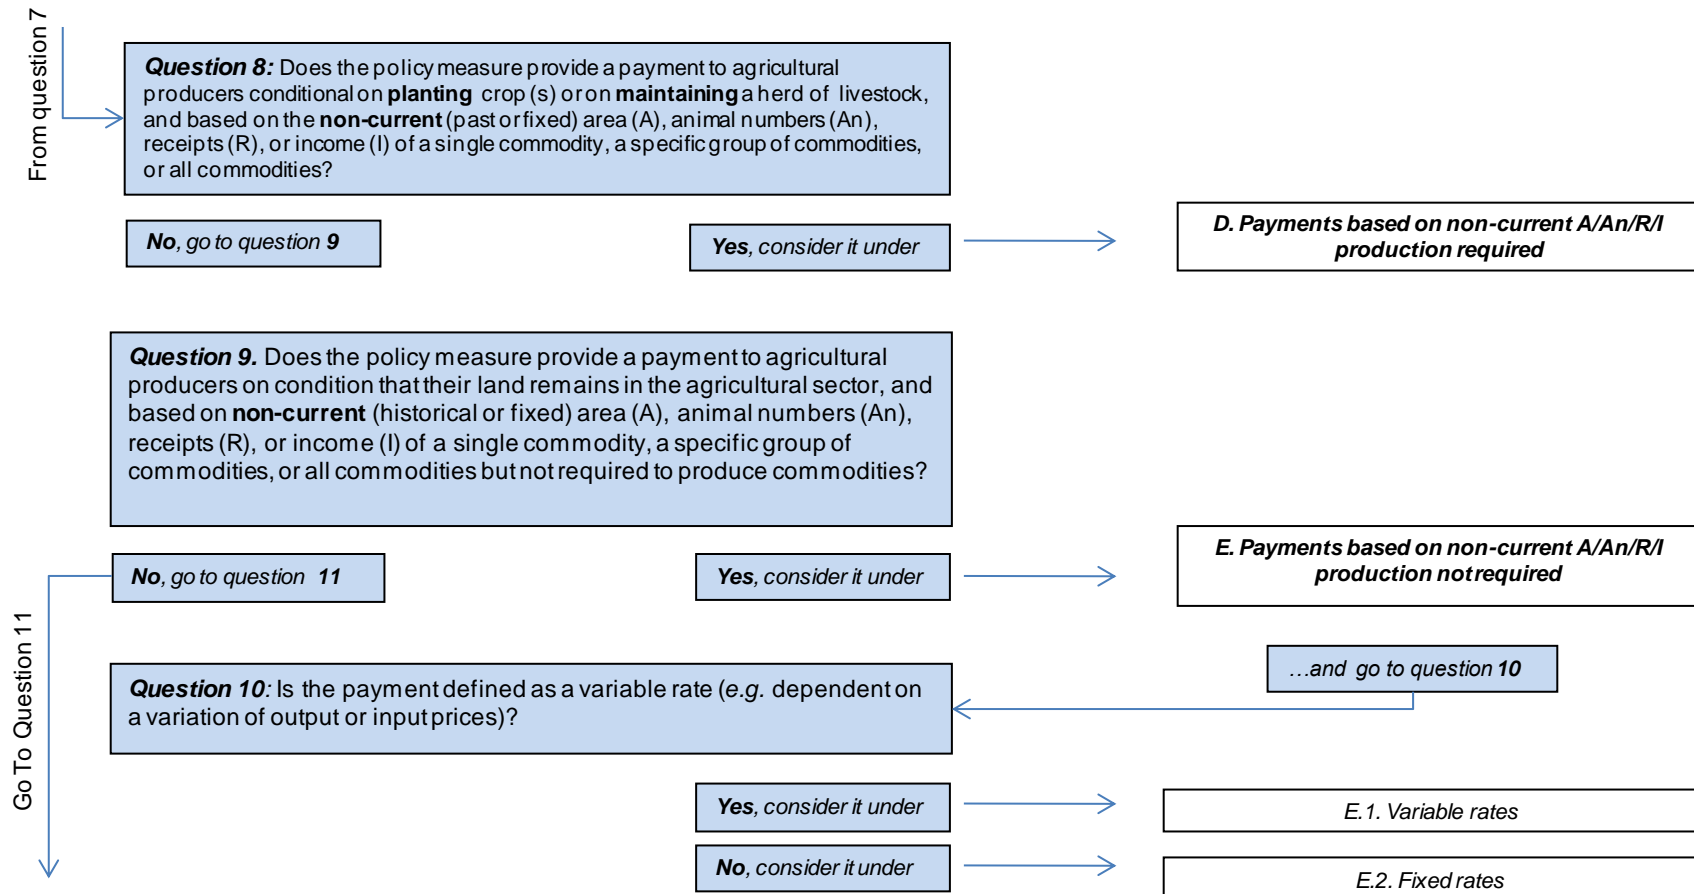 From question 7
Question 8: Does the policy measure provide a payment to agricultural
producers conditional on planting crop (s) or on maintaining a herd of livestock,
and based on the non-current (past or fixed) area (A), animal numbers (An),
receipts (R), or income (I) of a single commodity, a specific group of commodities,
or all commodities?
No, go to question 9
Yes, consider it under
D. Payments based on non-current A/An/R/I
production required
Question 9. Does the policy measure provide a payment to agricultural
producers on condition that their land remains in the agricultural sector, and
based on non-current (historical or fixed) area (A), animal numbers (An),
receipts (R), or income (I) of a single commodity, a specific group of
commodities, or all commodities but not required to produce commodities?
No, go to question 11
Yes, consider it under
E. Payments based on non-current A/An/R/I
production not required
Go To Question 11
…and go to question 10
Question 10: Is the payment defined as a variable rate (e.g. dependent on
a variation of output or input prices)?
Yes, consider it under
E.1. Variable rates
No, consider it under
E.2. Fixed rates